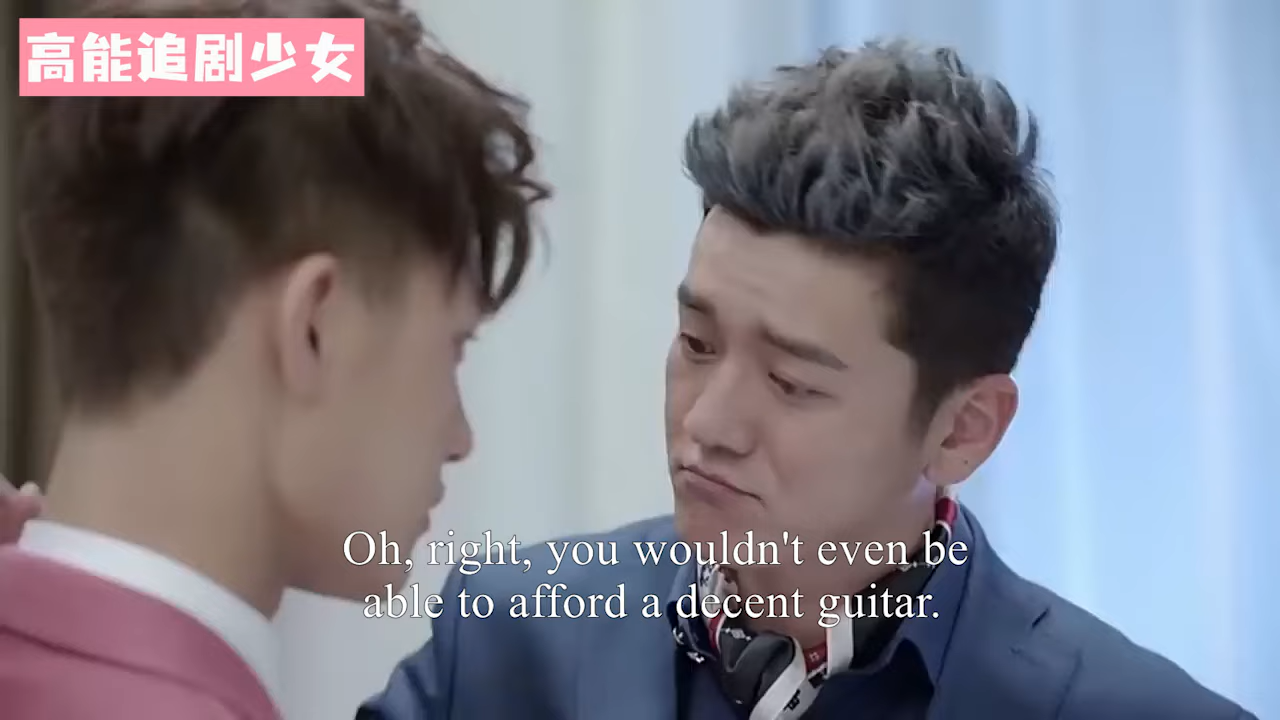 高能追剧少女
Oh, right, you wouldn't even be
able to afford a decent guitar.